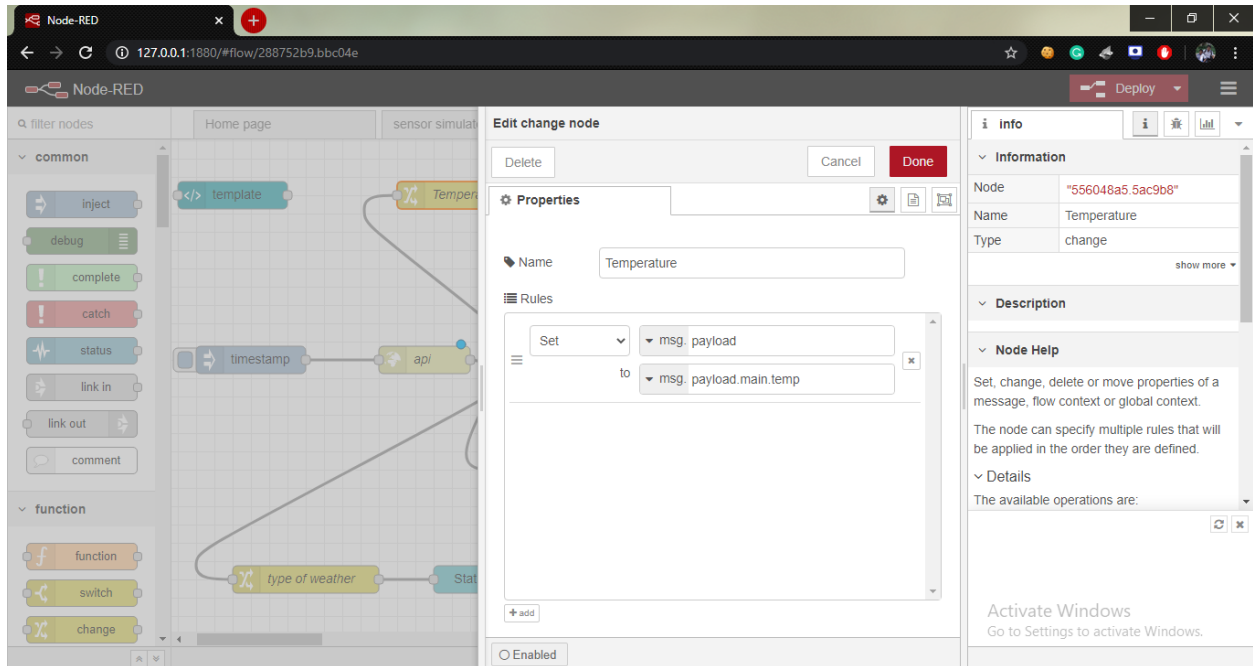 Node-RED
127.0.0.1:1880/#flow/288752b9.bbc04e
Node-RED
Deploy
filter nodes
Home page
sensor simulat
Edit change node
i info
i
common
Delete
Cancel
Done
Information
inject
template
Temper
Properties
Node
"556048a5.5ac9b8"
Name
Temperature
debug
Type
change
complete
Name
Temperature
show more
catch
Rules
Description
status
timestamp
api
Set
msg. payload
Node Help
link in
to
msg. payload.main.temp
Set, change, delete or move properties of a
message, flow context or global context.
link out
The node can specify multiple rules that will
be applied in the order they are defined.
comment
Details
function
The available operations are:
function
switch
type of weather
Stat
change
add
Activate Windows
Go to Settings to activate Windows.
Enabled